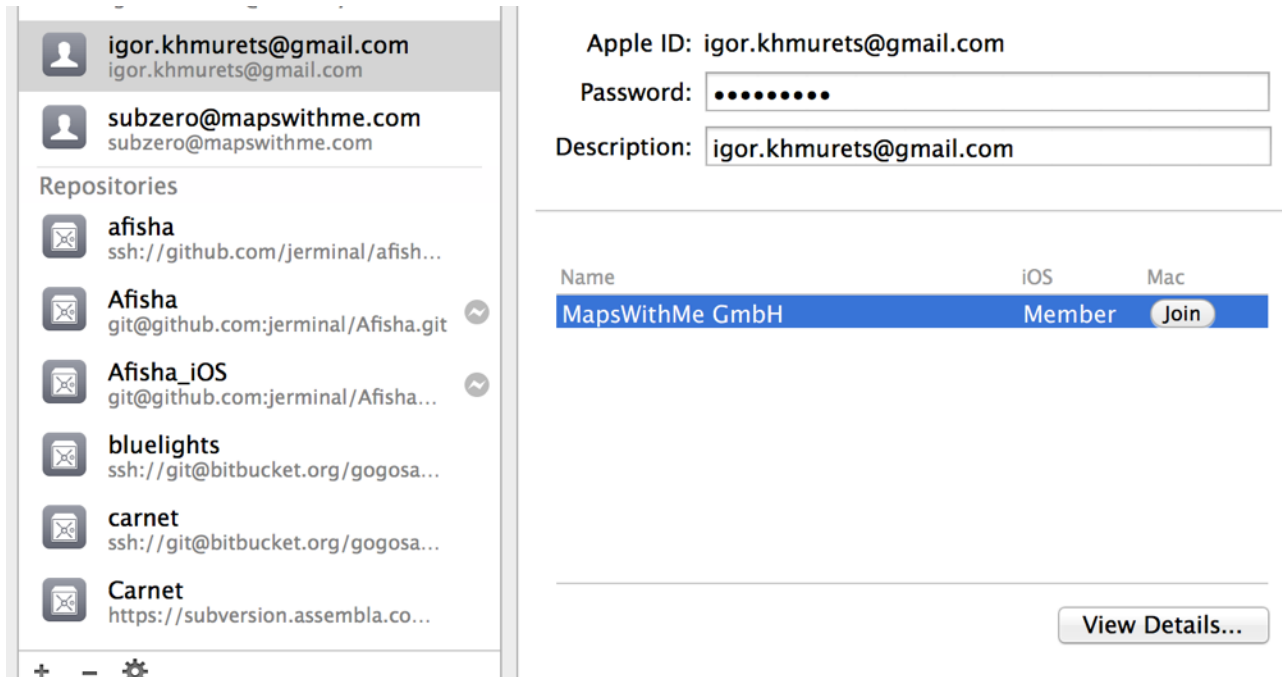 igor.khmurets@gmail.com
igor.khmurets@gmail.com
subzero@mapswithme.com
subzero@mapswithme.com
Repositories
afisha
ssh://github.com/jerminal/afish...
Afisha
git@github.com:jerminal/Afisha.git
Afisha_iOS
git@github.com:jerminal/Afisha...
bluelights
ssh://git@bitbucket.org/gogosa...
carnet
ssh://git@bitbucket.org/gogosa...
Carnet
https://subversion.assembla.co...
Apple ID: igor.khmurets@gmail.com
Password: •••••••••
Description: igor.khmurets@gmail.com
Name iOS Mac
MapsWithMe GmbH Member Join
View Details...